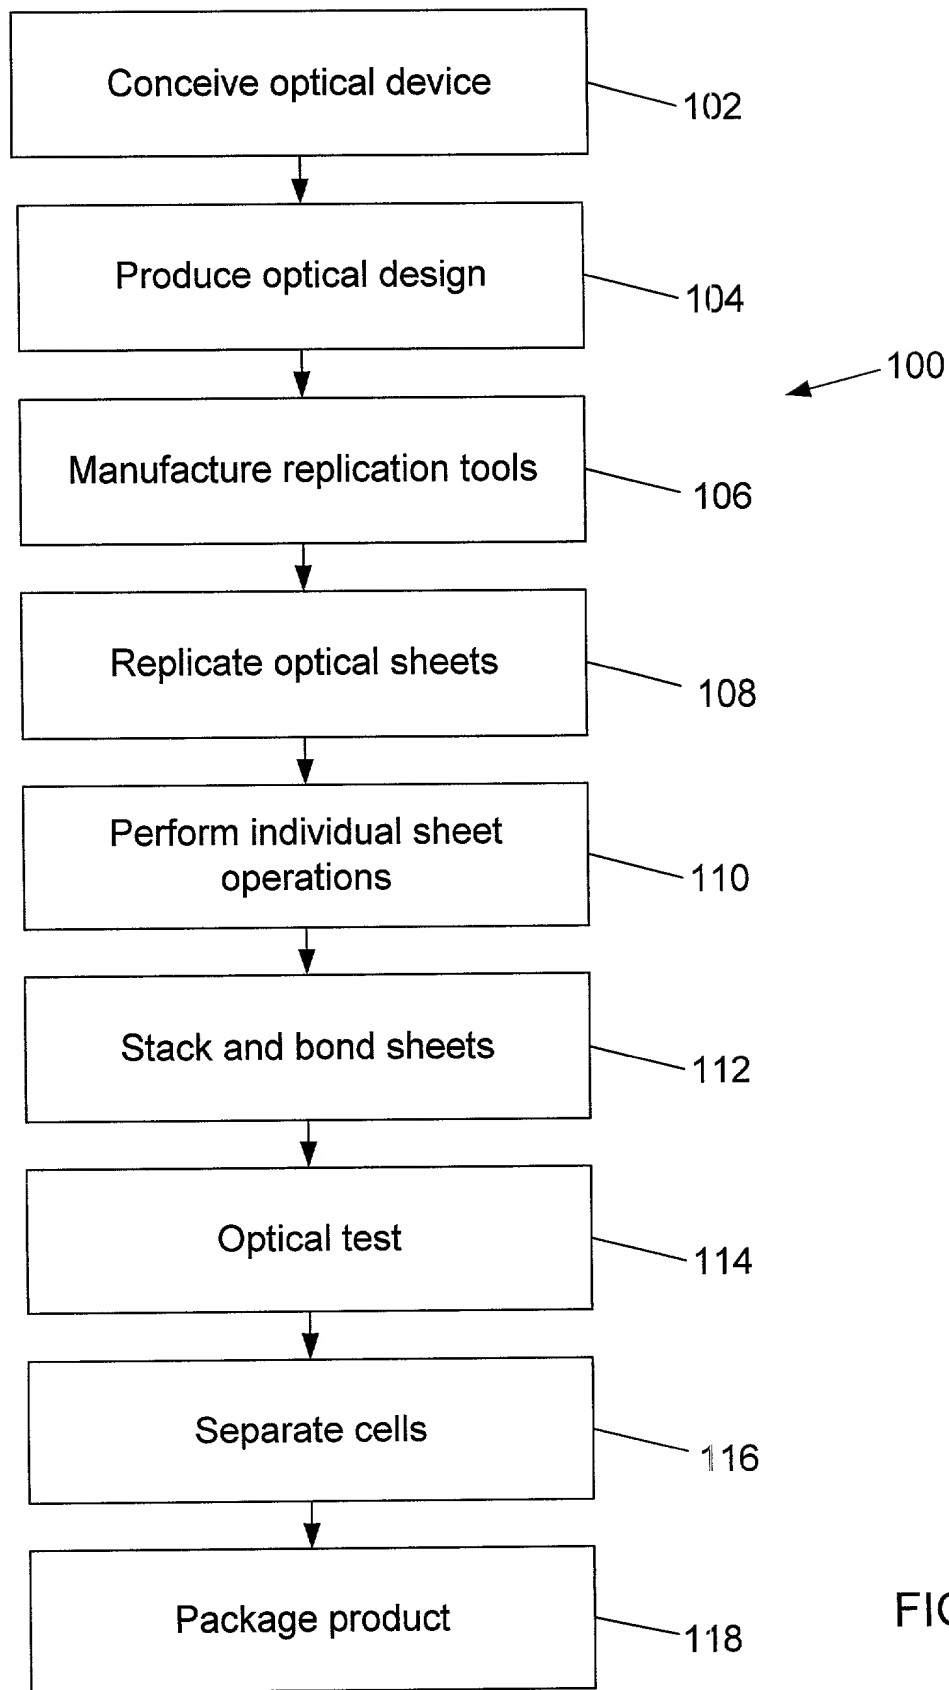 Conceive optical device
102
Produce optical design
104
100
Manufacture replication tools
106
Replicate optical sheets
108
Perform individual sheet
operations
110
Stack and bond sheets
112
Optical test
114
Separate cells
116
Package product
118
FIG